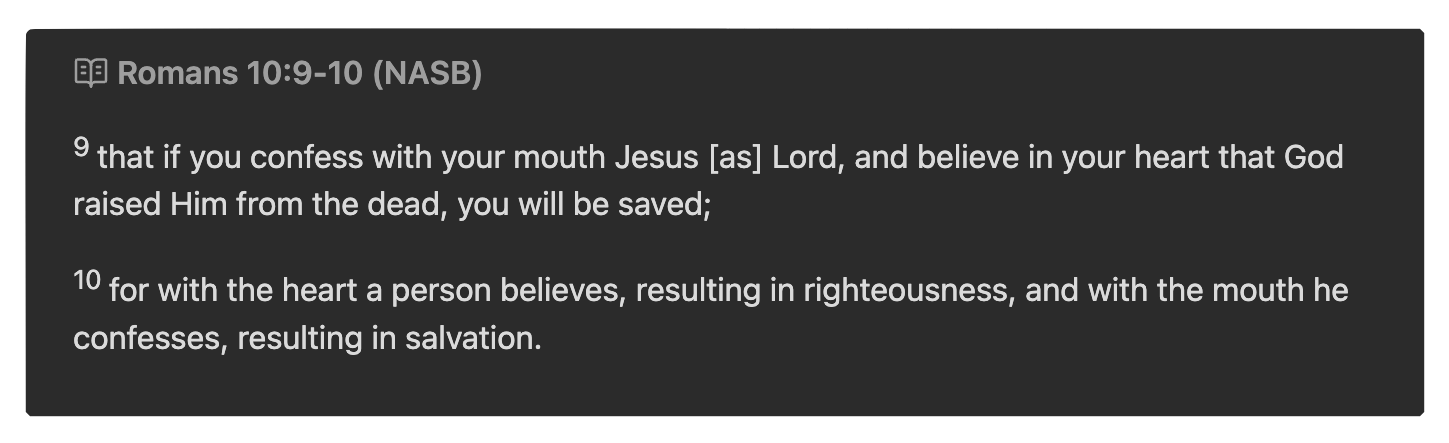 Romans 10:9-10 (NASB)
9 that if you confess with your mouth Jesus [as] Lord, and believe in your heart that God
raised Him from the dead, you will be saved;
10 for with the heart a person believes, resulting in righteousness, and with the mouth he
confesses, resulting in salvation.